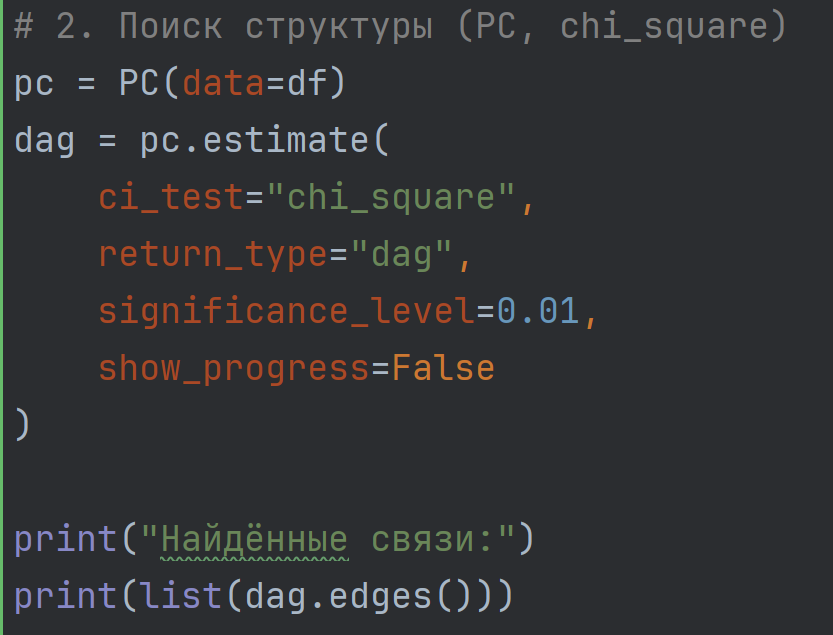 # 2. Поиск структуры (PC, chi_square)
pc = PC(data=df)
dag = pc.estimate(
    ci_test="chi_square",
    return_type="dag",
    significance_level=0.01,
    show_progress=False
)
print("Найдённые связи:")
print(list(dag.edges()))